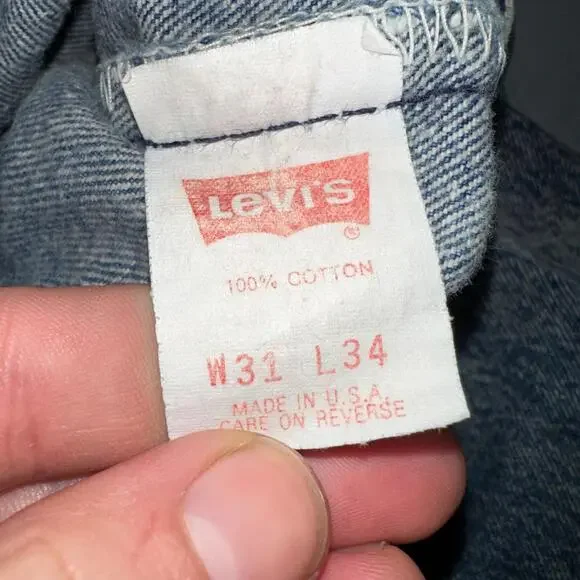 Levi's
®
100% COTTON
W31 L34
MADE IN U.S.A.
CARE ON REVERSE